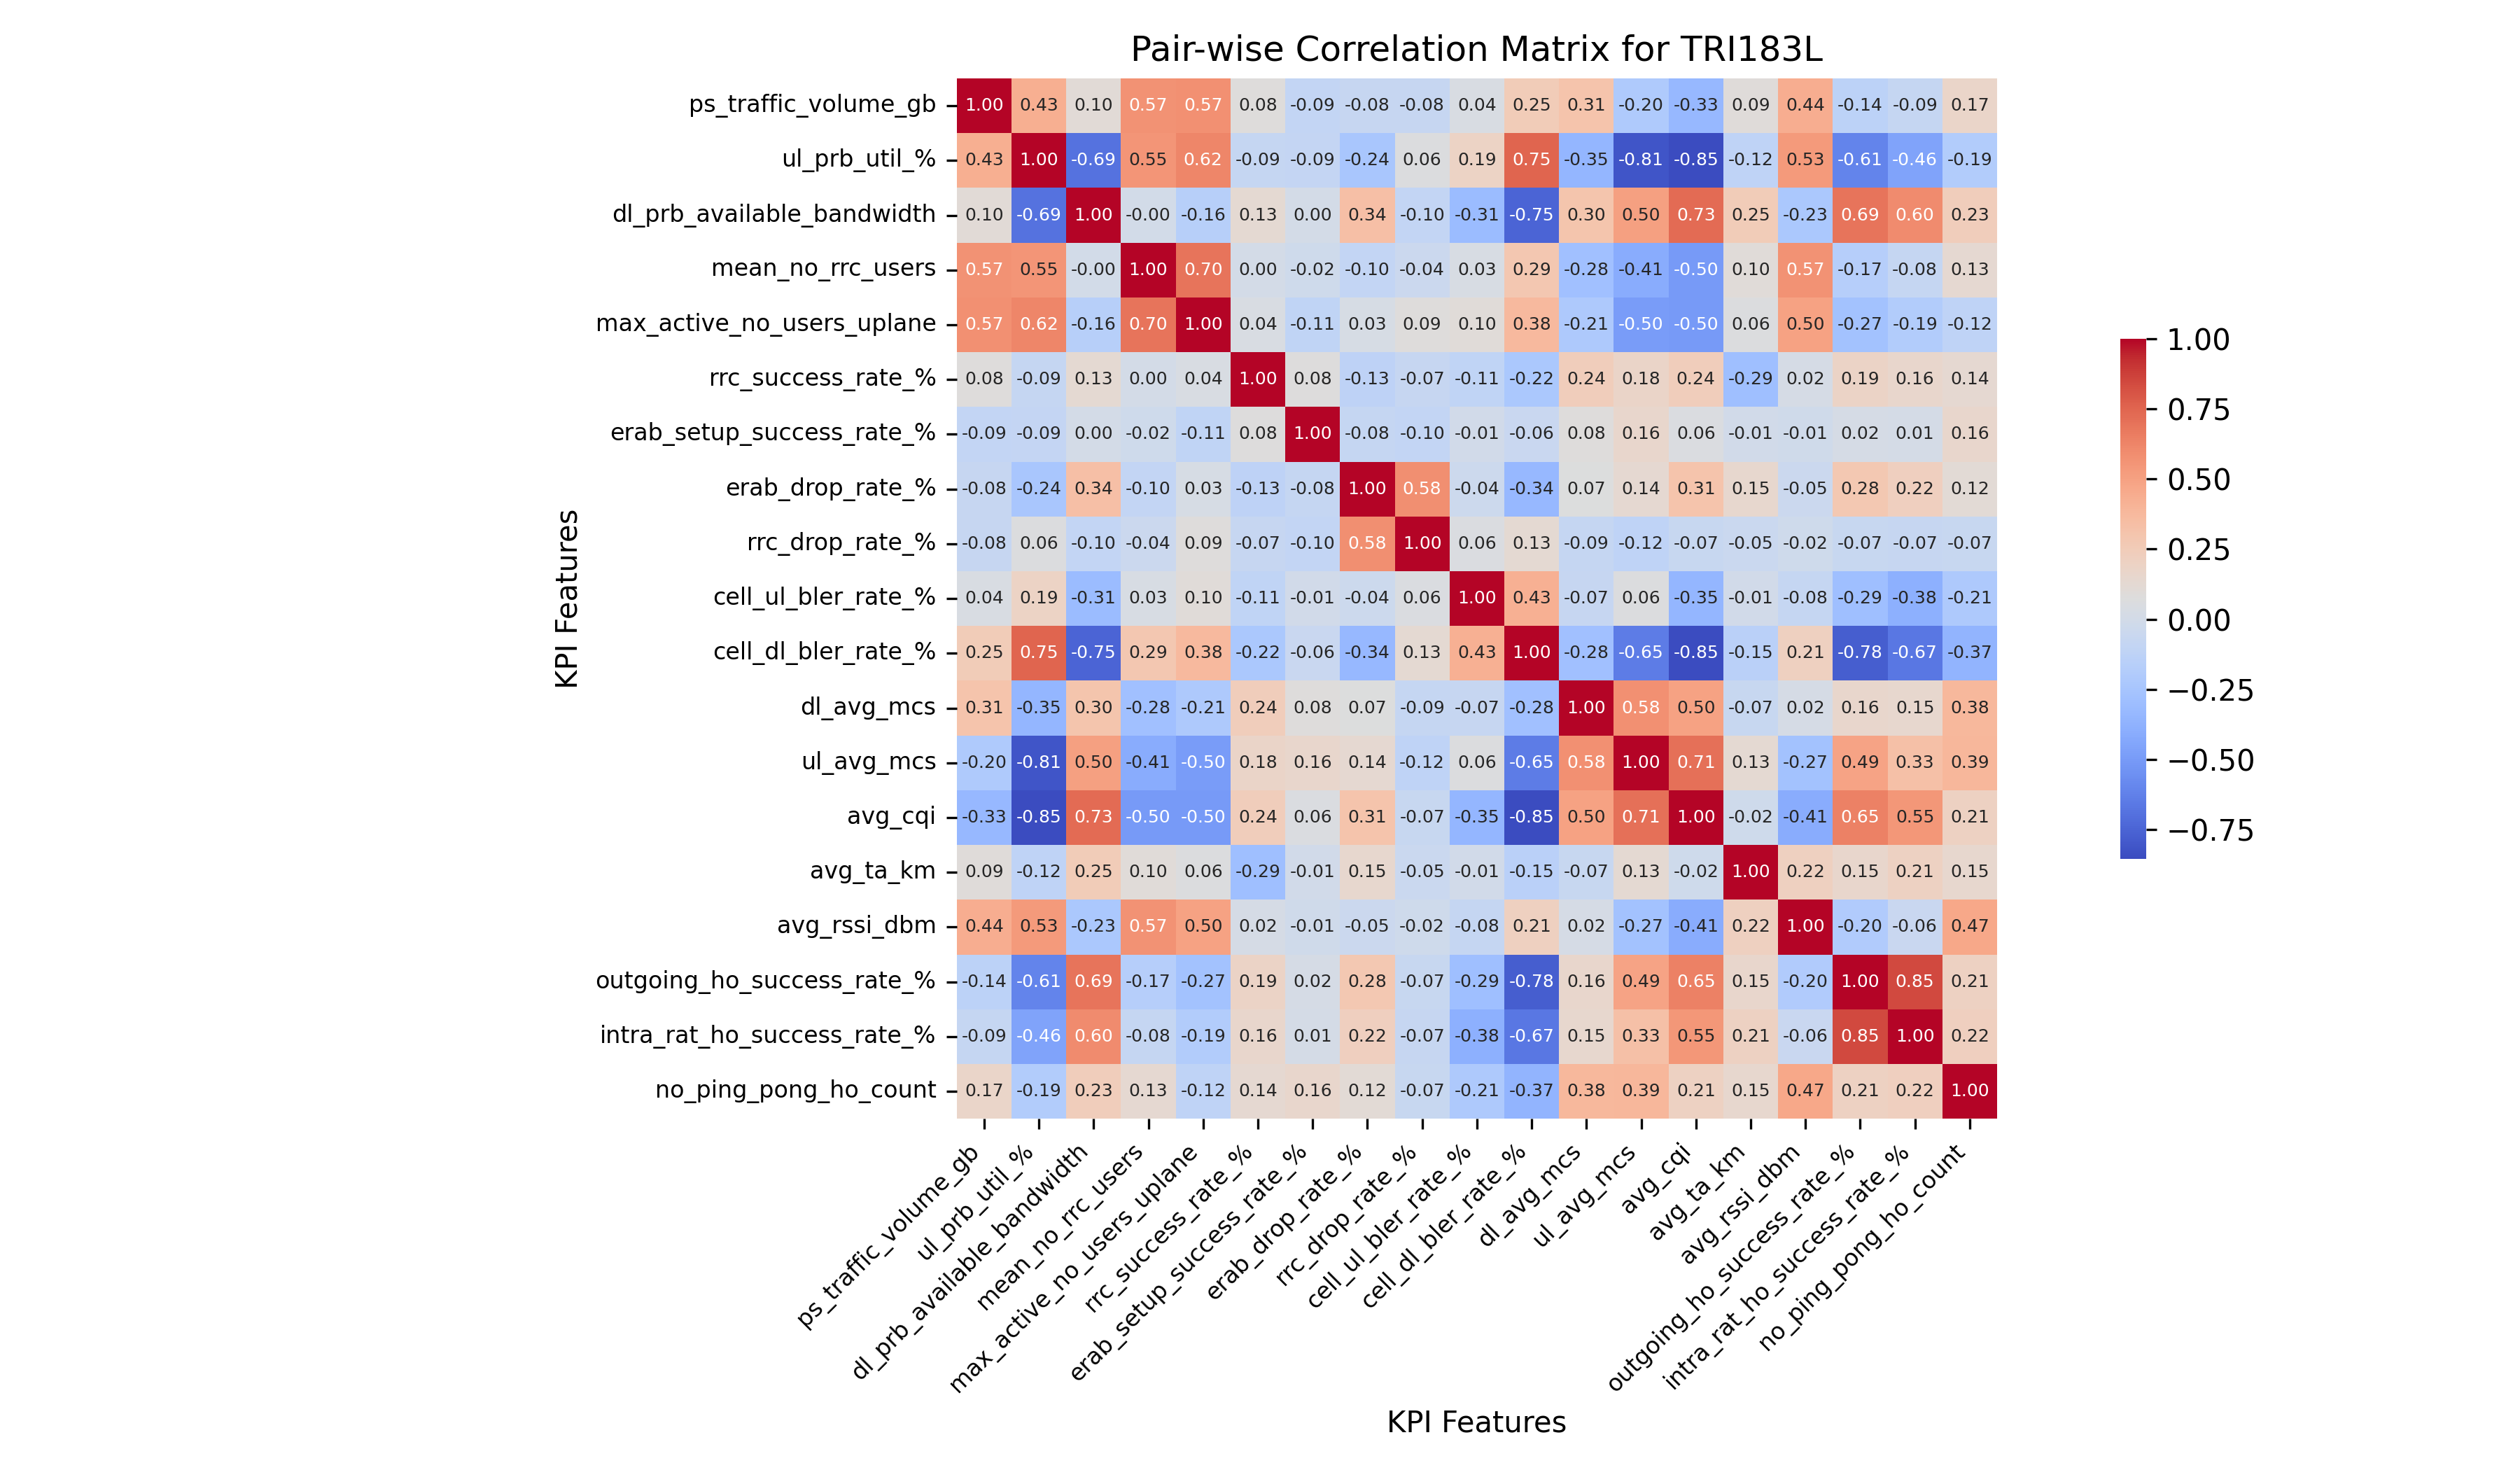 Pair-wise Correlation Matrix for TRI183L
ps_traffic_volume_gb 1.00 0.43 0.10 0.57 0.57 0.08 -0.09 -0.08 -0.08 0.04 0.25 0.31 -0.20 -0.33 0.09 0.44 -0.14 -0.09 0.17
ul_prb_util_% 0.43 1.00 -0.69 0.55 0.62 -0.09 -0.09 -0.24 0.06 0.19 0.75 -0.35 -0.81 -0.85 -0.12 0.53 -0.61 -0.46 -0.19
dl_prb_available_bandwidth 0.10 -0.69 1.00 -0.00 -0.16 0.13 0.00 0.34 -0.10 -0.31 -0.75 0.30 0.50 0.73 0.25 -0.23 0.69 0.60 0.23
mean_no_rrc_users 0.57 0.55 -0.00 1.00 0.70 0.00 -0.02 -0.10 -0.04 0.03 0.29 -0.28 -0.41 -0.50 0.10 0.57 -0.17 -0.08 0.13
max_active_no_users_uplane 0.57 0.62 -0.16 0.70 1.00 0.04 -0.11 0.03 0.09 0.10 0.38 -0.21 -0.50 -0.50 0.06 0.50 -0.27 -0.19 -0.12
rrc_success_rate_% 0.08 -0.09 0.13 0.00 0.04 1.00 0.08 -0.13 -0.07 -0.11 -0.22 0.24 0.18 0.24 -0.29 0.02 0.19 0.16 0.14
erab_setup_success_rate_% -0.09 -0.09 0.00 -0.02 -0.11 0.08 1.00 -0.08 -0.10 -0.01 -0.06 0.08 0.16 0.06 -0.01 -0.01 0.02 0.01 0.16
erab_drop_rate_% -0.08 -0.24 0.34 -0.10 0.03 -0.13 -0.08 1.00 0.58 -0.04 -0.34 0.07 0.14 0.31 0.15 -0.05 0.28 0.22 0.12
rrc_drop_rate_% -0.08 0.06 -0.10 -0.04 0.09 -0.07 -0.10 0.58 1.00 0.06 0.13 -0.09 -0.12 -0.07 -0.05 -0.02 -0.07 -0.07 -0.07
cell_ul_bler_rate_% 0.04 0.19 -0.31 0.03 0.10 -0.11 -0.01 -0.04 0.06 1.00 0.43 -0.07 0.06 -0.35 -0.01 -0.08 -0.29 -0.38 -0.21
cell_dl_bler_rate_% 0.25 0.75 -0.75 0.29 0.38 -0.22 -0.06 -0.34 0.13 0.43 1.00 -0.28 -0.65 -0.85 -0.15 0.21 -0.78 -0.67 -0.37
dl_avg_mcs 0.31 -0.35 0.30 -0.28 -0.21 0.24 0.08 0.07 -0.09 -0.07 -0.28 1.00 0.58 0.50 -0.07 0.02 0.16 0.15 0.38
ul_avg_mcs -0.20 -0.81 0.50 -0.41 -0.50 0.18 0.16 0.14 -0.12 0.06 -0.65 0.58 1.00 0.71 0.13 -0.27 0.49 0.33 0.39
avg_cqi -0.33 -0.85 0.73 -0.50 -0.50 0.24 0.06 0.31 -0.07 -0.35 -0.85 0.50 0.71 1.00 -0.02 -0.41 0.65 0.55 0.21
avg_ta_km 0.09 -0.12 0.25 0.10 0.06 -0.29 -0.01 0.15 -0.05 -0.01 -0.15 -0.07 0.13 -0.02 1.00 0.22 0.15 0.21 0.15
avg_rssi_dbm 0.44 0.53 -0.23 0.57 0.50 0.02 -0.01 -0.05 -0.02 -0.08 0.21 0.02 -0.27 -0.41 0.22 1.00 -0.20 -0.06 0.47
outgoing_ho_success_rate_% -0.14 -0.61 0.69 -0.17 -0.27 0.19 0.02 0.28 -0.07 -0.29 -0.78 0.16 0.49 0.65 0.15 -0.20 1.00 0.85 0.21
intra_rat_ho_success_rate_% -0.09 -0.46 0.60 -0.08 -0.19 0.16 0.01 0.22 -0.07 -0.38 -0.67 0.15 0.33 0.55 0.21 -0.06 0.85 1.00 0.22
no_ping_pong_ho_count 0.17 -0.19 0.23 0.13 -0.12 0.14 0.16 0.12 -0.07 -0.21 -0.37 0.38 0.39 0.21 0.15 0.47 0.21 0.22 1.00
KPI Features
ps_traffic_volume_gb
ul_prb_util_%
dl_prb_available_bandwidth
mean_no_rrc_users
max_active_no_users_uplane
rrc_success_rate_%
erab_setup_success_rate_%
erab_drop_rate_%
rrc_drop_rate_%
cell_ul_bler_rate_%
cell_dl_bler_rate_%
dl_avg_mcs
ul_avg_mcs
avg_cqi
avg_ta_km
avg_rssi_dbm
outgoing_ho_success_rate_%
intra_rat_ho_success_rate_%
no_ping_pong_ho_count
KPI Features
1.00
0.75
0.50
0.25
0.00
−0.25
−0.50
−0.75